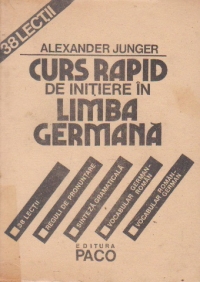 38 LECȚII
ALEXANDER JUNGER
CURS RAPID
DE INIȚIERE ÎN
LIMBA
GERMANĂ
38 LECȚII
REGULI DE PRONUNȚARE
SINTEZĂ GRAMATICALĂ
VOCABULAR GERMAN-
ROMÂN
VOCABULAR ROMÂN-
GERMAN
EDITURA
PACO